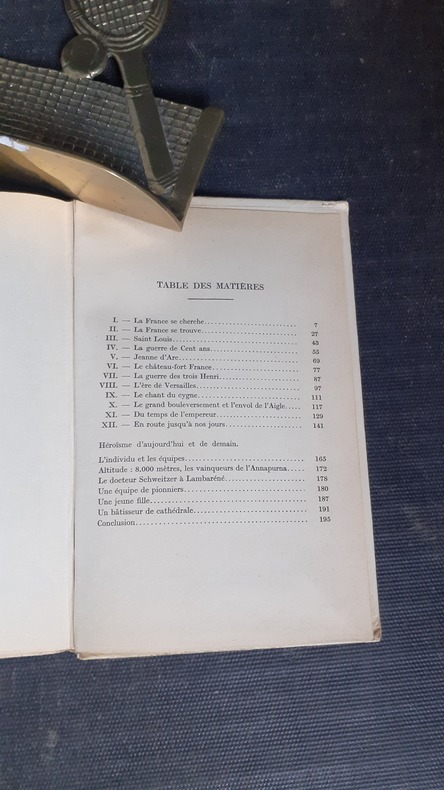 TABLE DES MATIÈRES
I. — La France se cherche 7
II. — La France se trouve 27
III. — Saint Louis 43
IV. — La guerre de Cent ans 55
V. — Jeanne d'Arc 69
VI. — Le château-fort France 77
VII. — La guerre des trois Henri 87
VIII. — L'ère de Versailles 97
IX. — Le chant du cygne 111
X. — Le grand bouleversement et l'envol de l'Aigle 117
XI. — Du temps de l'empereur 129
XII. — En route jusqu'à nos jours 141
Héroïsme d'aujourd'hui et de demain.
L'individu et les équipes 165
Altitude : 8.000 mètres, les vainqueurs de l'Annapurna 172
Le docteur Schweitzer à Lambaréné 178
Une équipe de pionniers 180
Une jeune fille 187
Un bâtisseur de cathédrale 191
Conclusion 195